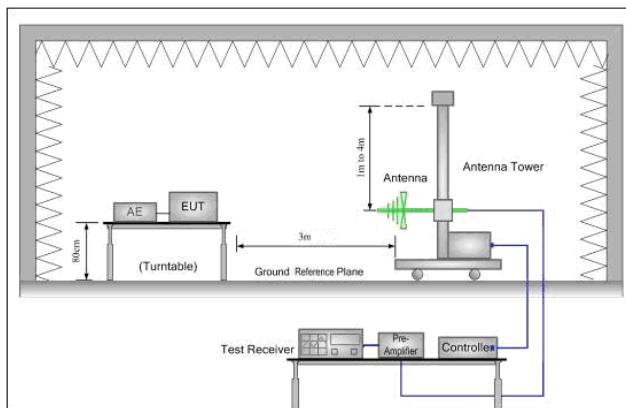 1m to 4m
Antenna
Antenna Tower
AE
EUT
80cm
(Turntable)
3m
Ground Reference Plane
Test Receiver
Pre-
Amplifier
Controller